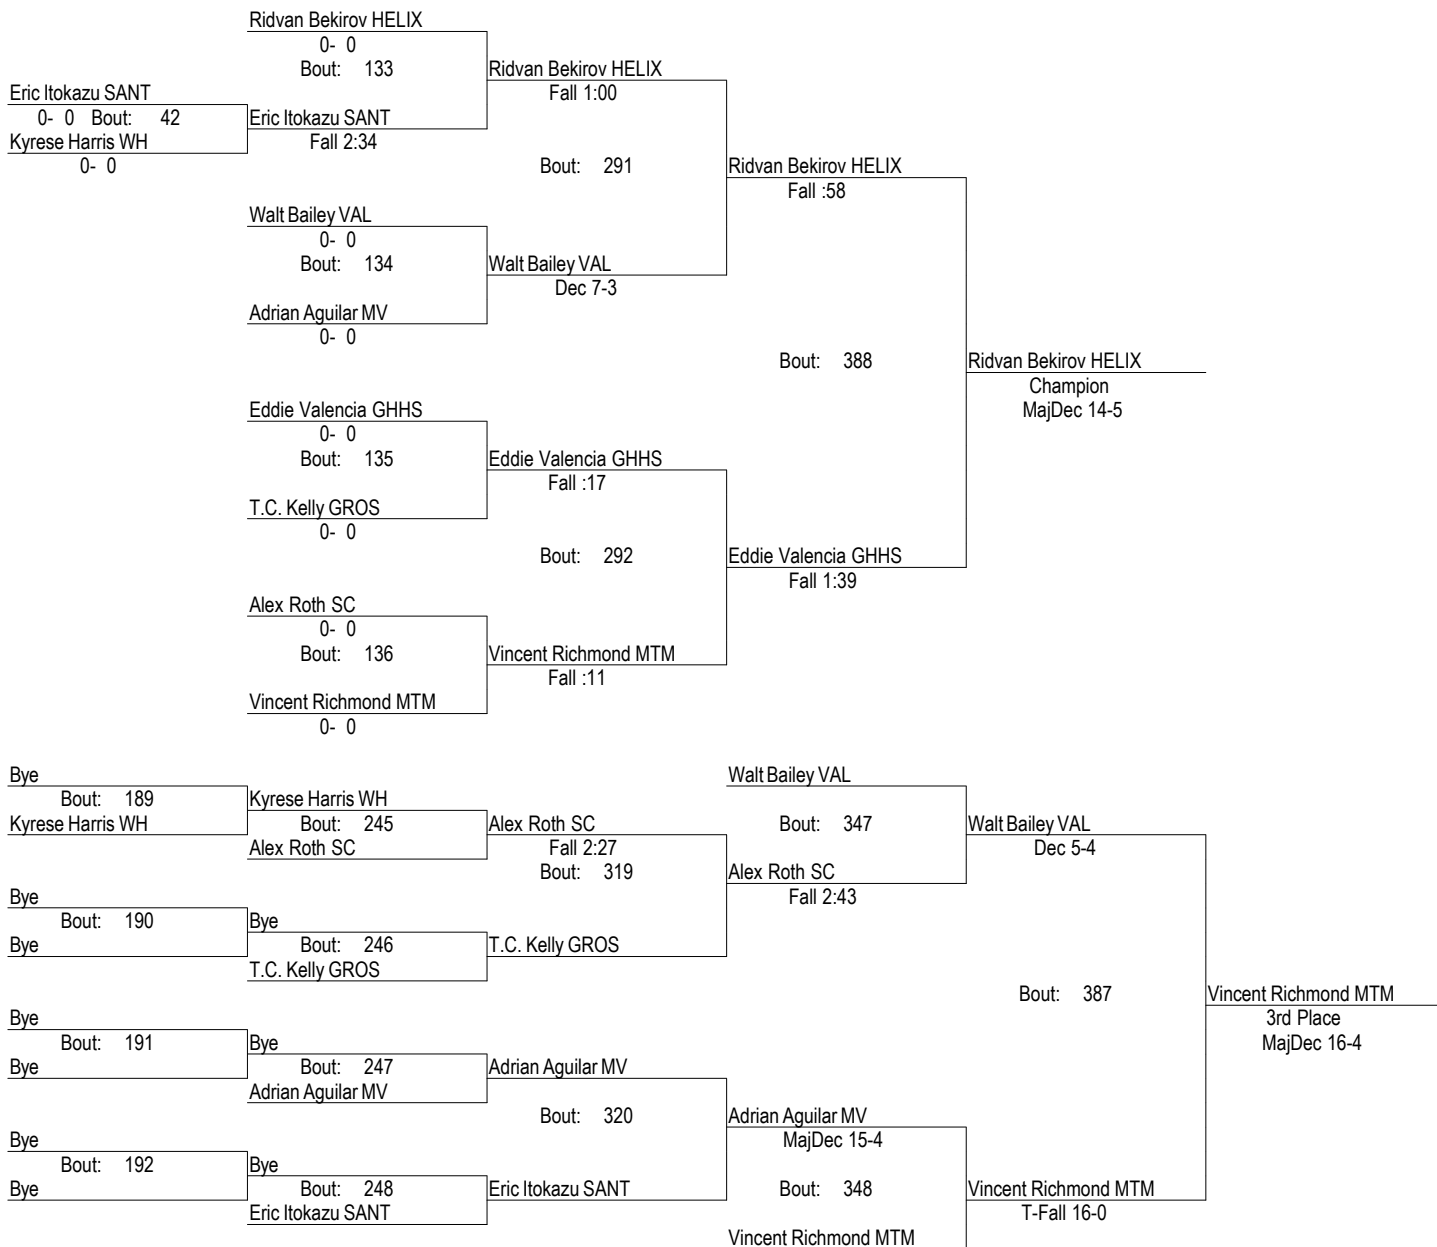 Ridvan Bekirov HELIX
0- 0
Bout: 133
Ridvan Bekirov HELIX
Fall 1:00
Eric Itokazu SANT
0- 0 Bout: 42
Eric Itokazu SANT
Fall 2:34
Kyrese Harris WH
0- 0
Bout: 291
Ridvan Bekirov HELIX
Fall :58
Walt Bailey VAL
0- 0
Bout: 134
Walt Bailey VAL
Dec 7-3
Adrian Aguilar MV
0- 0
Bout: 388
Ridvan Bekirov HELIX
Champion
MajDec 14-5
Eddie Valencia GHHS
0- 0
Bout: 135
Eddie Valencia GHHS
Fall :17
T.C. Kelly GROS
0- 0
Bout: 292
Eddie Valencia GHHS
Fall 1:39
Alex Roth SC
0- 0
Bout: 136
Vincent Richmond MTM
Fall :11
Vincent Richmond MTM
0- 0
Bye
Bout: 189
Kyrese Harris WH
Kyrese Harris WH
Bout: 245
Alex Roth SC
Alex Roth SC
Fall 2:27
Bout: 319
Walt Bailey VAL
Bout: 347
Walt Bailey VAL
Dec 5-4
Alex Roth SC
Fall 2:43
Bye
Bout: 190
Bye
Bye
Bout: 246
T.C. Kelly GROS
T.C. Kelly GROS
Bout: 387
Vincent Richmond MTM
3rd Place
MajDec 16-4
Bye
Bout: 191
Bye
Bye
Bout: 247
Adrian Aguilar MV
Adrian Aguilar MV
Bout: 320
Adrian Aguilar MV
MajDec 15-4
Bye
Bout: 192
Bye
Bye
Bout: 248
Eric Itokazu SANT
Eric Itokazu SANT
Bout: 348
Vincent Richmond MTM
T-Fall 16-0
Vincent Richmond MTM